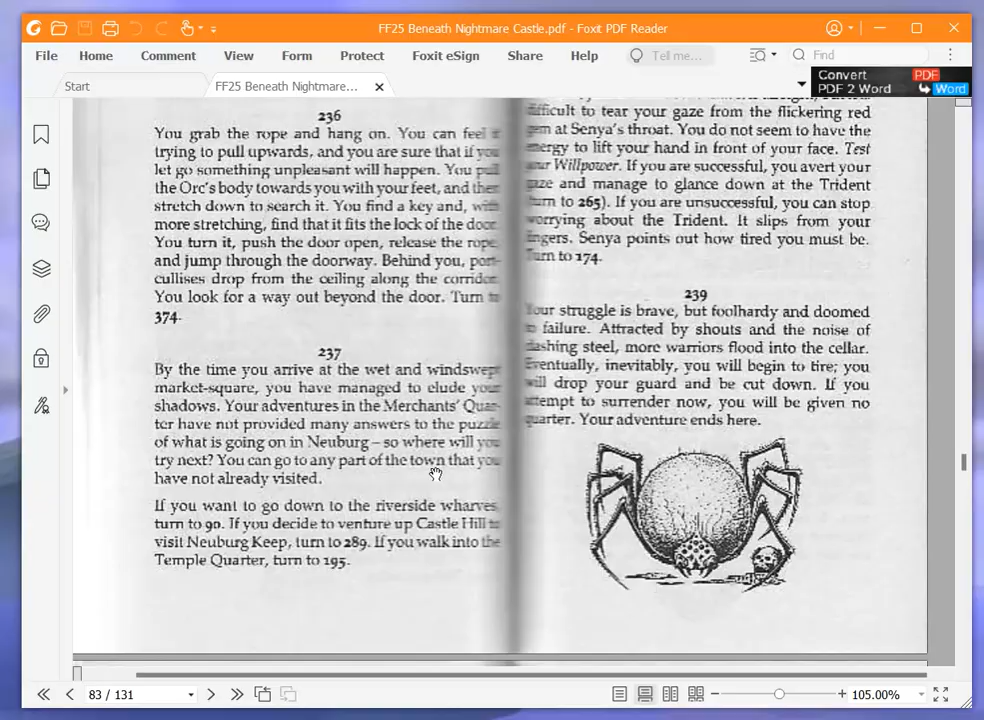 FF25 Beneath Nightmare Castle.pdf - Foxit PDF Reader
File Home Comment View Form Protect Foxit eSign Share Help Tell me... Find
Start FF25 Beneath Nightmare...
Convert PDF
PDF 2 Word Word
236
You grab the rope and hang on. You can feel it
trying to pull upwards, and you are sure that if you
let go something unpleasant will happen. You pull
the Orc's body towards you with your feet, and then
stretch down to search it. You find a key and, with
more stretching, find that it fits the lock of the door.
You turn it, push the door open, release the rope
and jump through the doorway. Behind you, port-
cullises drop from the ceiling along the corridor.
You look for a way out beyond the door. Turn to
374.
237
By the time you arrive at the wet and windswept
market-square, you have managed to elude your
shadows. Your adventures in the Merchants' Quar-
ter have not provided many answers to the puzzle
of what is going on in Neuburg – so where will you
try next? You can go to any part of the town that you
have not already visited.
If you want to go down to the riverside wharves,
turn to 90. If you decide to venture up Castle Hill to
visit Neuburg Keep, turn to 289. If you walk into the
Temple Quarter, turn to 195.
difficult to tear your gaze from the flickering red
gem at Senya's throat. You do not seem to have the
energy to lift your hand in front of your face. Test
your Willpower. If you are successful, you avert your
gaze and manage to glance down at the Trident
(turn to 265). If you are unsuccessful, you can stop
worrying about the Trident. It slips from your
fingers. Senya points out how tired you must be.
Turn to 174.
239
Your struggle is brave, but foolhardy and doomed
to failure. Attracted by shouts and the noise of
clashing steel, more warriors flood into the cellar.
Eventually, inevitably, you will begin to tire; you
will drop your guard and be cut down. If you
attempt to surrender now, you will be given no
quarter. Your adventure ends here.
83 / 131 105.00%